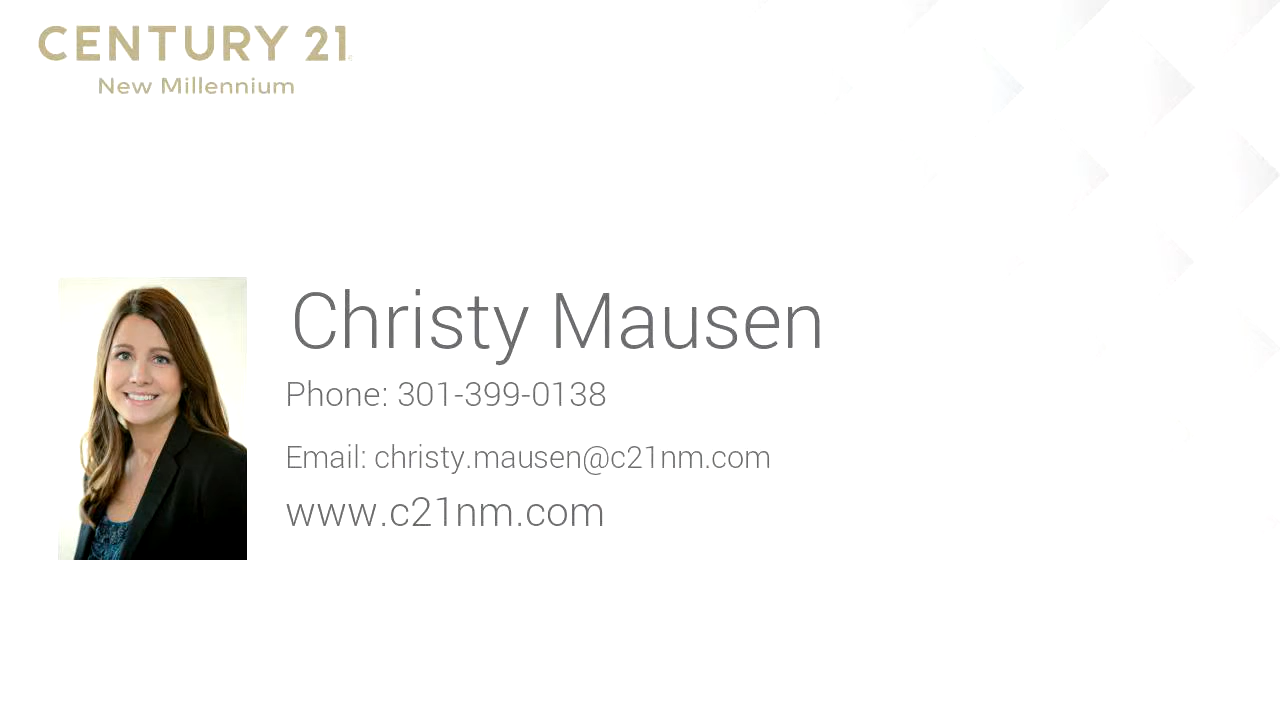 CENTURY 21
New Millennium
Christy Mausen
Phone: 301-399-0138
Email: christy.mausen@c21nm.com
www.c21nm.com